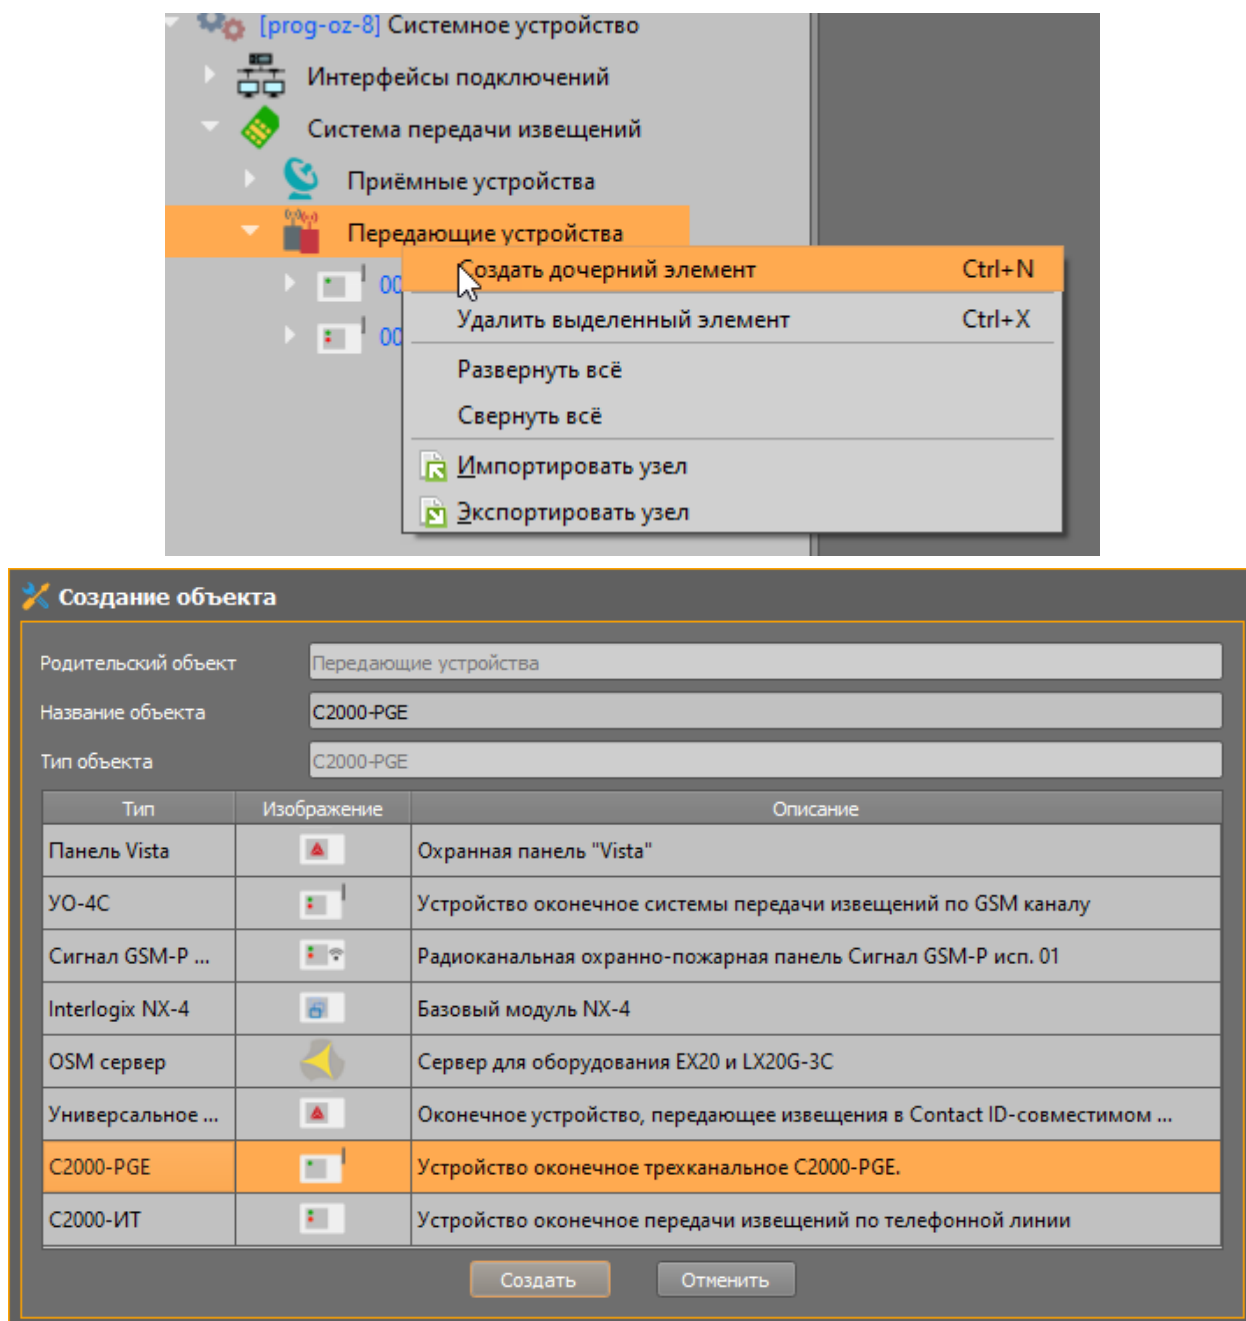 [prog-oz-8] Системное устройство
Интерфейсы подключений
Система передачи извещений
Приёмные устройства
Передающие устройства
Создать дочерний элемент Ctrl+N
00
Удалить выделенный элемент Ctrl+X
00
Развернуть всё
Свернуть всё
Импортировать узел
Экспортировать узел
Создание объекта
Родительский объект Передающие устройства
Название объекта C2000-PGE
Тип объекта C2000-PGE
Тип Изображение Описание
Панель Vista Охранная панель "Vista"
УО-4С Устройство оконечное системы передачи извещений по GSM каналу
Сигнал GSM-P ... Радиоканальная охранно-пожарная панель Сигнал GSM-P исп. 01
Interlogix NX-4 Базовый модуль NX-4
OSM сервер Сервер для оборудования EX20 и LX20G-3C
Универсальное ... Оконечное устройство, передающее извещения в Contact ID-совместимом ...
C2000-PGE Устройство оконечное трехканальное C2000-PGE.
С2000-ИТ Устройство оконечное передачи извещений по телефонной линии
Создать Отменить